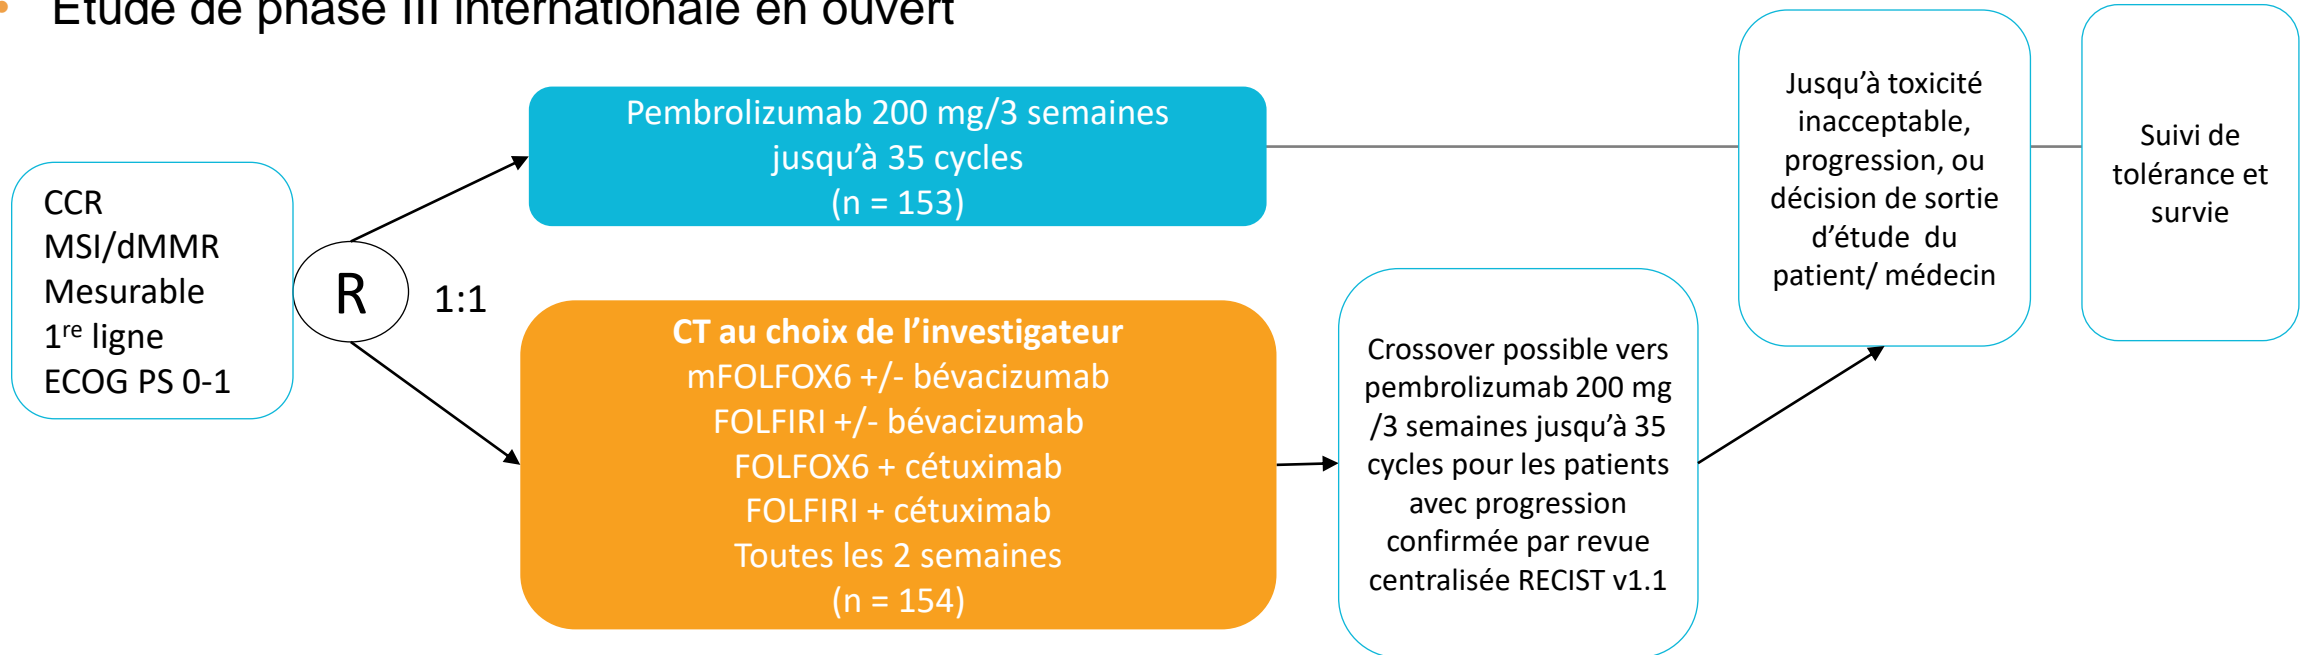 • Etude de phase III internationale en ouvert
CCR
MSI/dMMR
Mesurable
1re ligne
ECOG PS 0-1
R
1:1
Pembrolizumab 200 mg/3 semaines
jusqu'à 35 cycles
(n = 153)
CT au choix de l'investigateur
mFOLFOX6 +/- bévacizumab
FOLFIRI +/- bévacizumab
FOLFOX6 + cétuximab
FOLFIRI + cétuximab
Toutes les 2 semaines
(n = 154)
Crossover possible vers
pembrolizumab 200 mg
/3 semaines jusqu'à 35
cycles pour les patients
avec progression
confirmée par revue
centralisée RECIST v1.1
Jusqu'à toxicité
inacceptable,
progression, ou
décision de sortie
d'étude du
patient/ médecin
Suivi de
tolérance et
survie